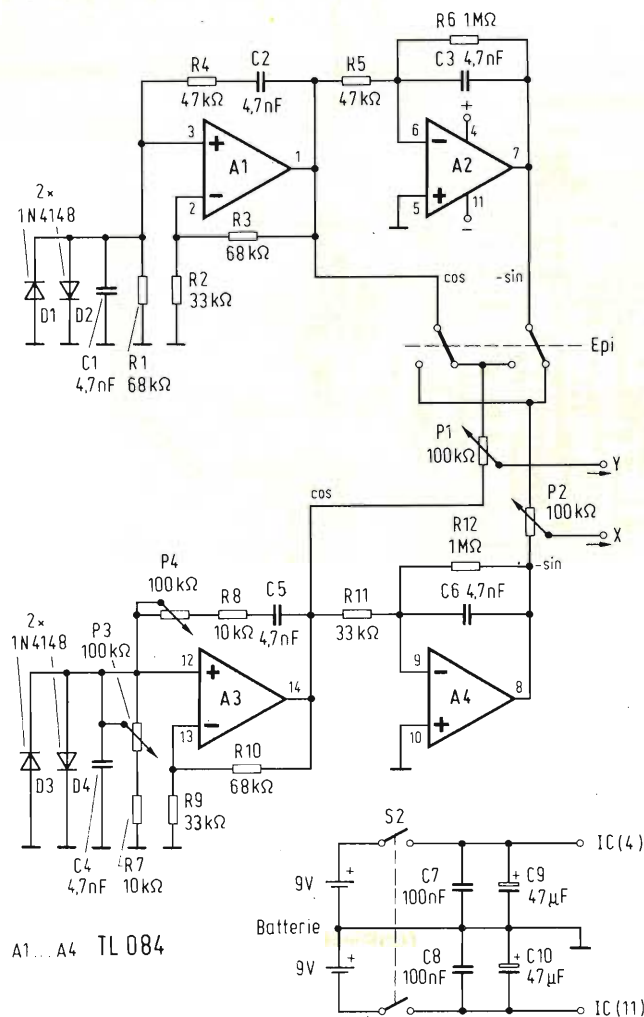 R6 1MΩ
C3 4,7nF
R4
47kΩ
C2
4,7nF
R5
47kΩ
3
+
A1
1
−
2
+
4
6
−
A2
7
+
5
11
−
2×
1N4148
R3
68kΩ
R2
33kΩ
D1
D2
C1
4,7nF
R1
68kΩ
cos
-sin
Epi
P1
100kΩ
Y
P2
100kΩ
X
cos
R12
1MΩ
-sin
P4
100kΩ
R8
10kΩ
C5
4,7nF
R11
33kΩ
C6 4,7nF
2×
1N4148
P3
100kΩ
12
+
A3
14
−
13
9
−
A4
8
+
10
R10
68kΩ
R9
33kΩ
D3
D4
C4
4,7nF
R7
10kΩ
S2
IC(4)
9V
+
C7
100nF
+
C9
47µF
Batterie
9V
+
C8
100nF
+
C10
47µF
IC(11)
A1...A4 TL084